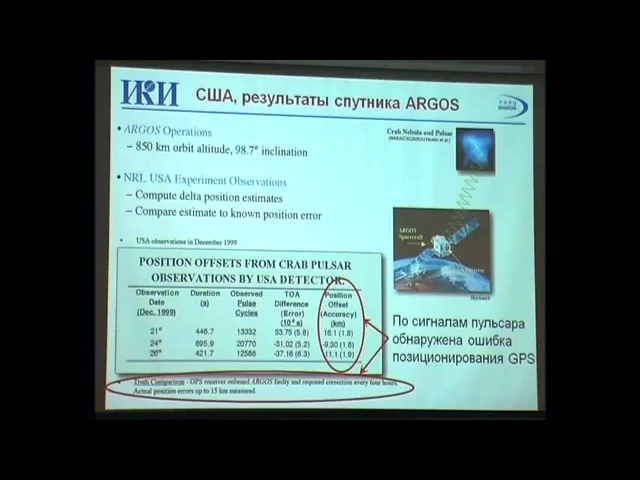 ИКИ
США, результаты спутника ARGOS
• ARGOS Operations
– 850 km orbit altitude, 98.7° inclination
• NRL USA Experiment Observations
– Compute delta position estimates
– Compare estimate to known position error
• USA observations in December 1999
Crab Nebula and Pulsar
ARGOS
Spacecraft
POSITION OFFSETS FROM CRAB PULSAR
OBSERVATIONS BY USA DETECTOR.
Observation Date (Dec. 1999) Duration (s) Observed Pulse Cycles TOA Difference (Error) (10⁻⁶ s) Position Offset (Accuracy) (km)
21st 446.7 13332 53.75 (5.8) 16.1 (1.8)
24th 695.9 20770 -31.02 (5.2) -9.30 (1.6)
26th 421.7 12586 -37.16 (6.3) -11.1 (1.9)
По сигналам пульсара
обнаружена ошибка
позиционирования GPS
• Truth Comparison - GPS receiver onboard ARGOS faulty and required correction every four hours.
Actual position errors up to 15 km measured.